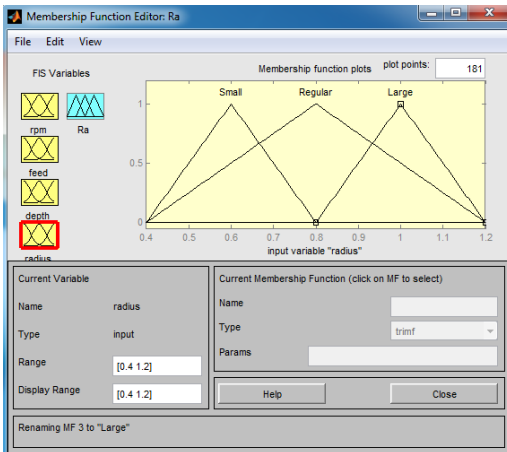 Membership Function Editor: Ra
File Edit View
FIS Variables
Membership function plots plot points: 181
rpm Ra
feed
depth
radius
Small Regular Large
1
0.5
0
0.4 0.5 0.6 0.7 0.8 0.9 1 1.1 1.2
input variable "radius"
Current Variable
Name radius
Type input
Range [0.4 1.2]
Display Range [0.4 1.2]
Current Membership Function (click on MF to select)
Name
Type trimf
Params
Help Close
Renaming MF 3 to "Large"